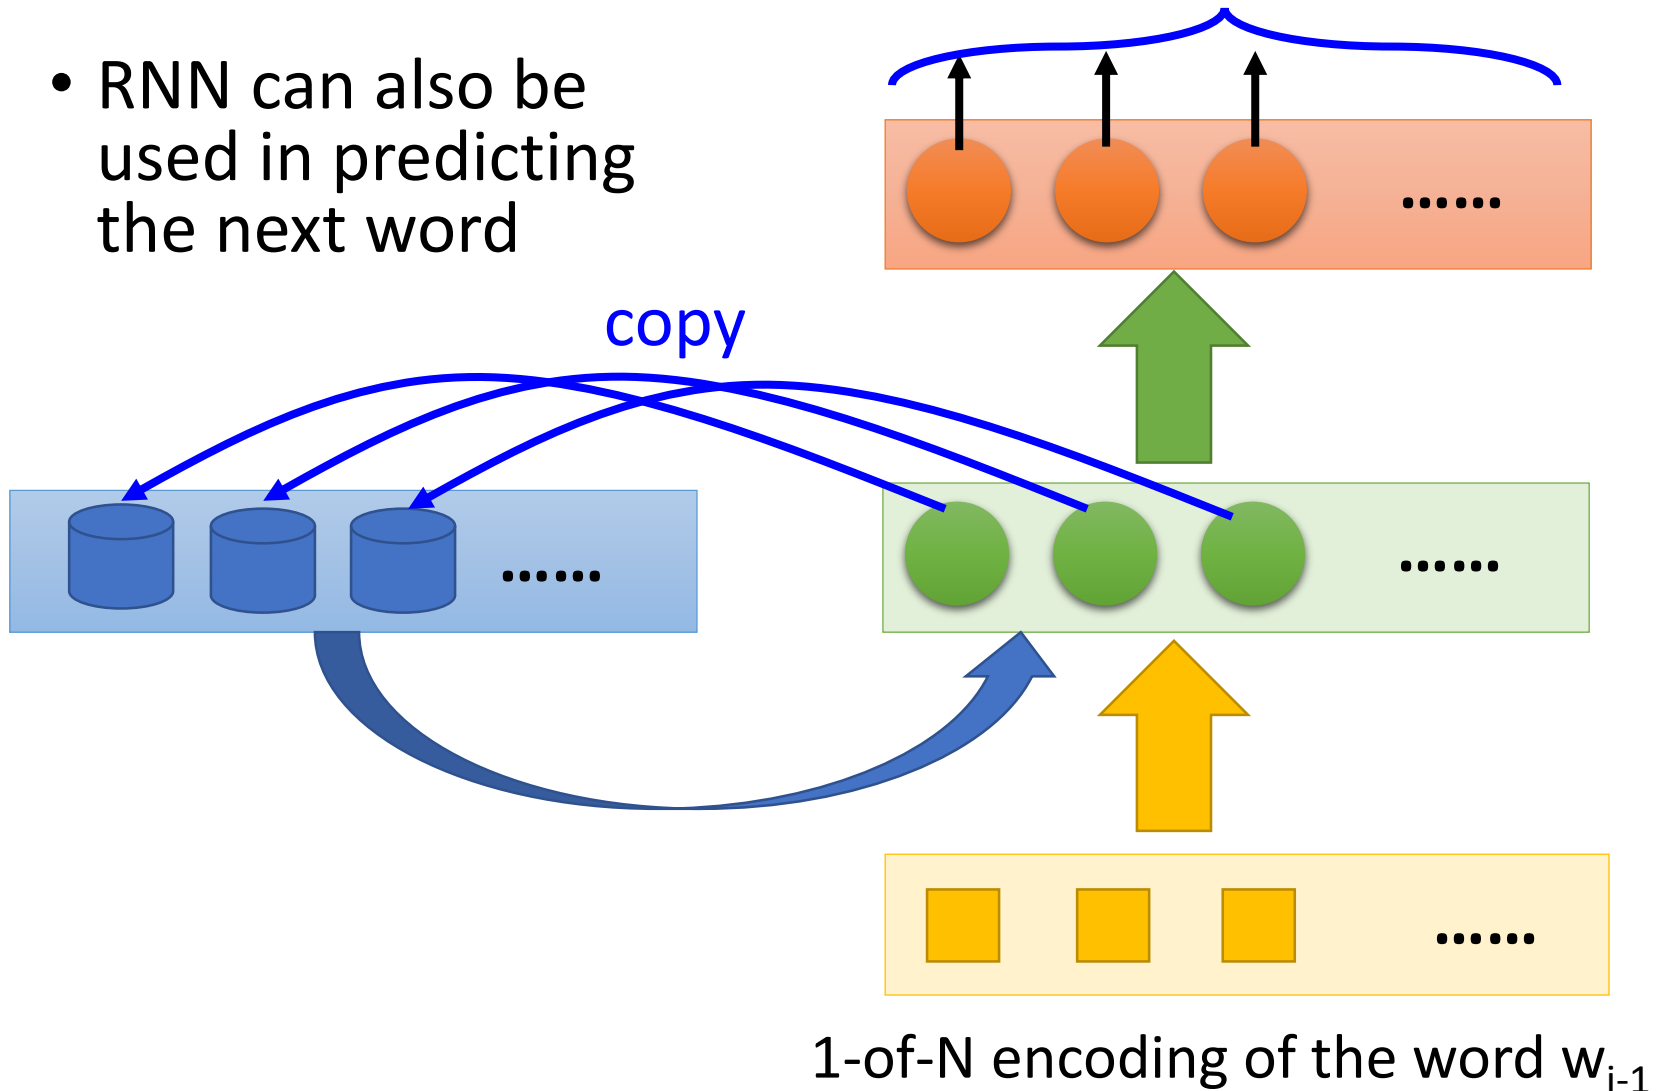 • RNN can also be
used in predicting
the next word
copy
......
......
......
......
1-of-N encoding of the word wᵢ₋₁